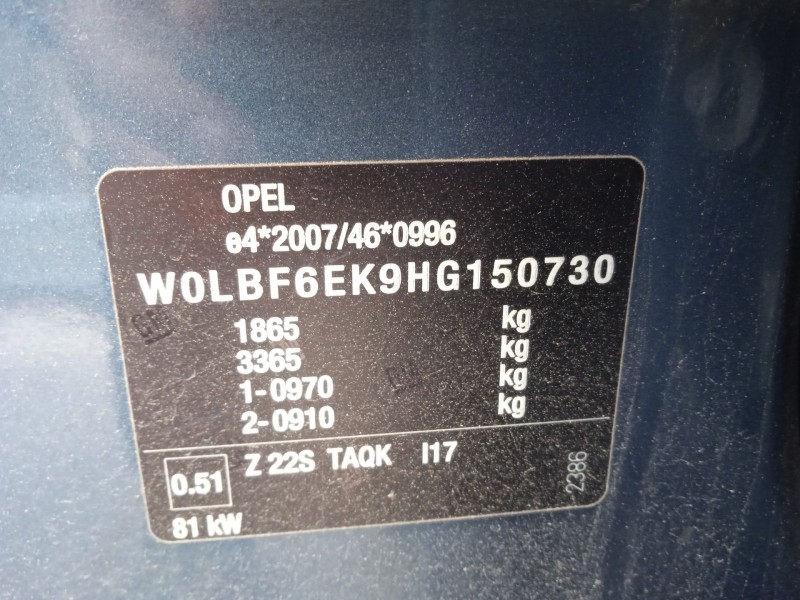 OPEL
e4*2007/46*0996
W0LBF6EK9HG150730
1865 kg
3365 kg
1-0970 kg
2-0910 kg
0.51 Z 22S TAQK I17
81 kW
2386